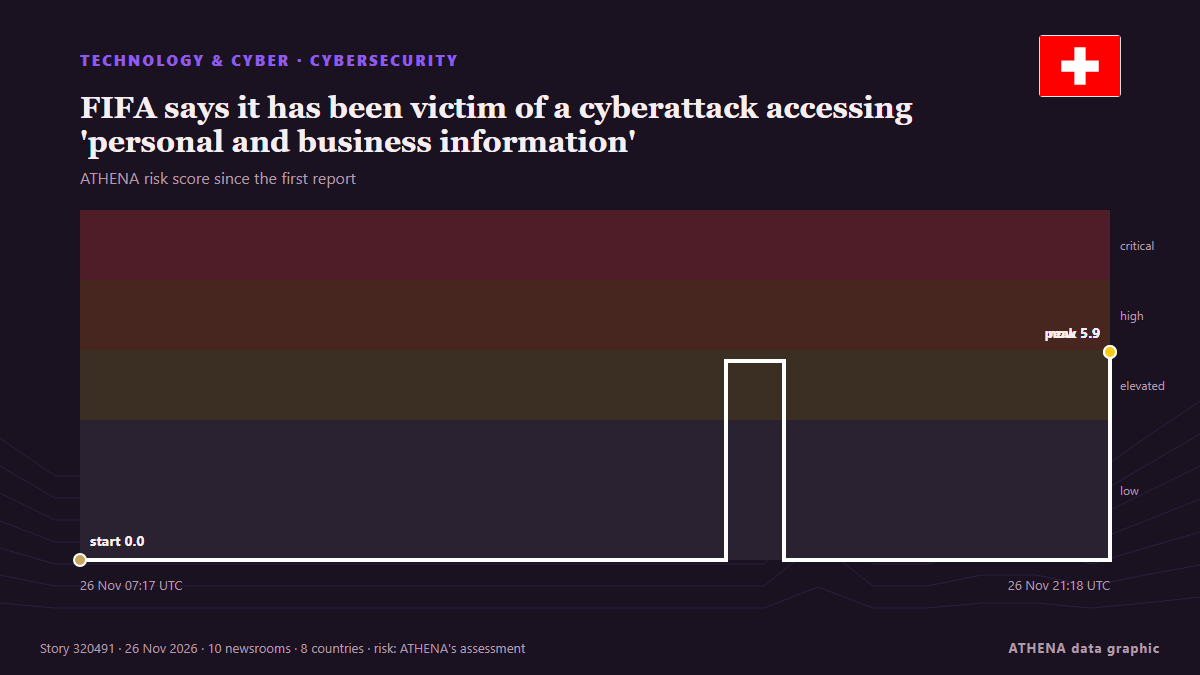 TECHNOLOGY & CYBER · CYBERSECURITY
FIFA says it has been victim of a cyberattack accessing
'personal and business information'
ATHENA risk score since the first report
critical
high
peak 5.9
elevated
low
start 0.0
26 Nov 07:17 UTC
26 Nov 21:18 UTC
Story 320491 · 26 Nov 2026 · 10 newsrooms · 8 countries · risk: ATHENA's assessment
ATHENA data graphic